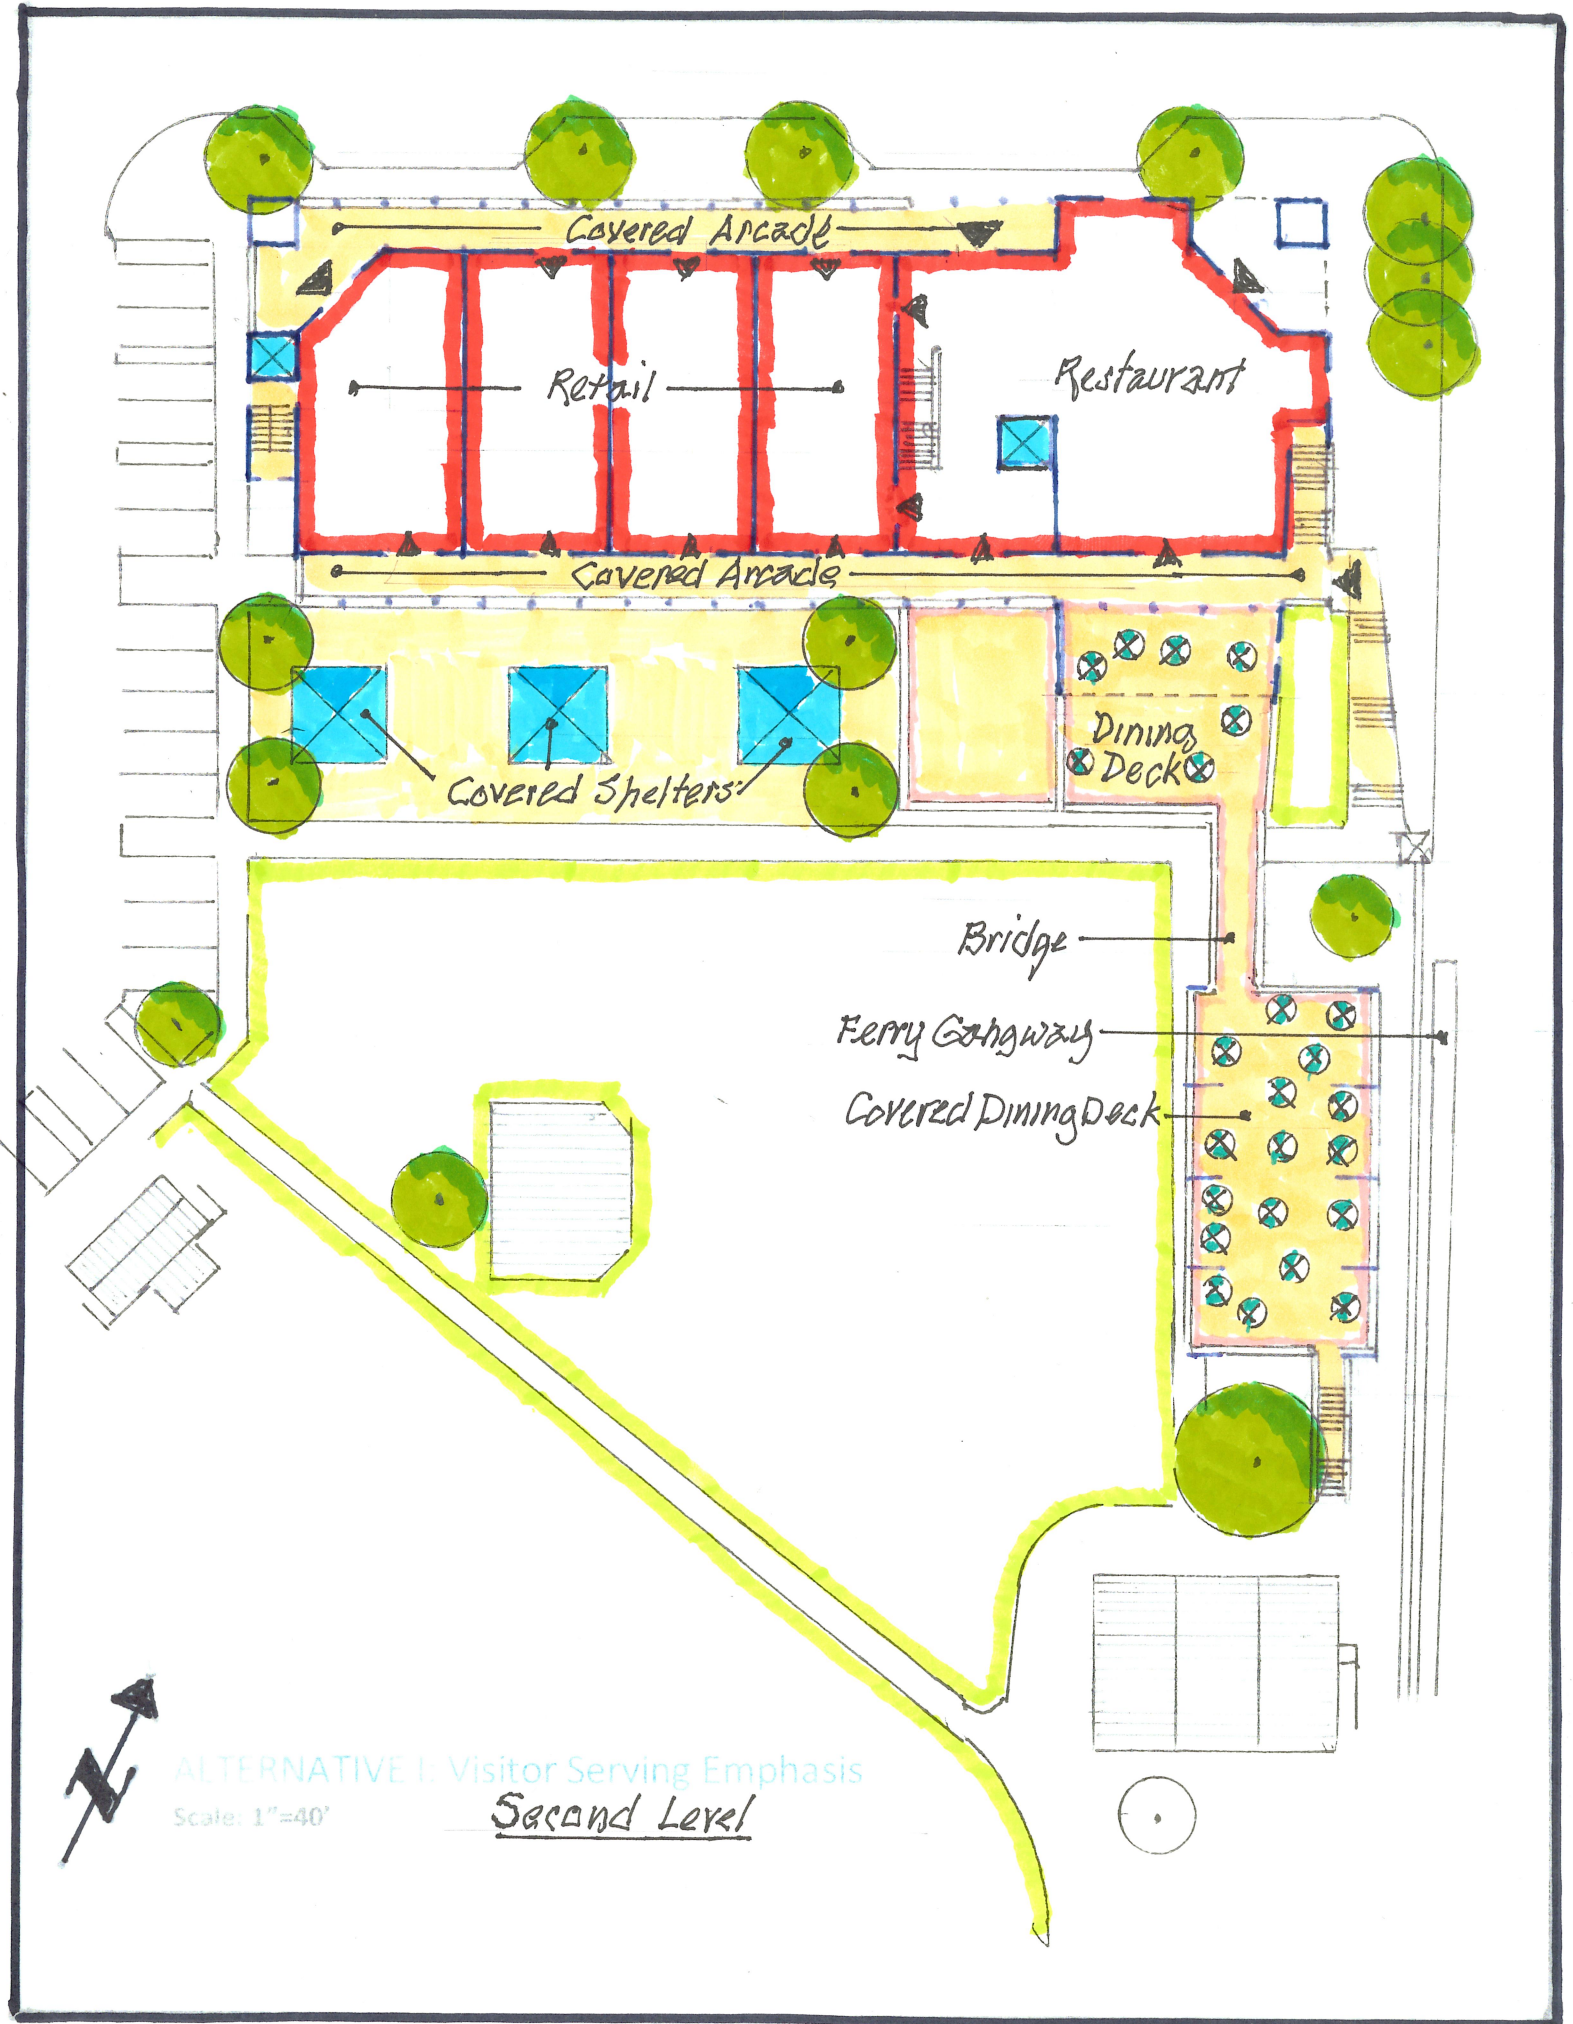 Covered Arcade
Retail
Restaurant
Covered Arcade
Dining
Deck
Covered Shelters
Bridge
Ferry Gangway
Covered Dining Deck
N
ALTERNATIVE I: Visitor Serving Emphasis
Scale: 1"=40'
Second Level